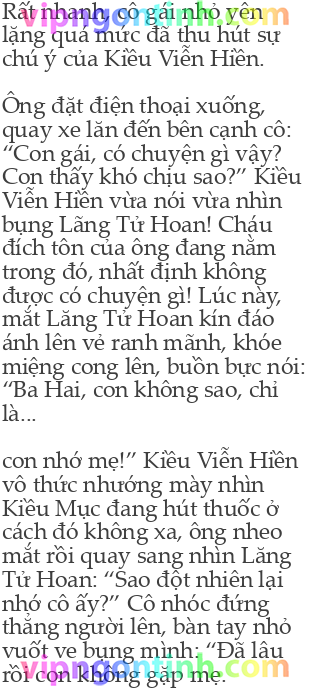 Rất nhanh, cô gái nhỏ yên
lặng quá mức đã thu hút sự
chú ý của Kiều Viễn Hiền.
Ông đặt điện thoại xuống,
quay xe lăn đến bên cạnh cô:
“Con gái, có chuyện gì vậy?
Con thấy khó chịu sao?” Kiều
Viễn Hiền vừa nói vừa nhìn
bụng Lăng Tử Hoan! Cháu
đích tôn của ông đang nằm
trong đó, nhất định không
được có chuyện gì! Lúc này,
mắt Lăng Tử Hoan kín đáo
ánh lên vẻ ranh mãnh, khóe
miệng cong lên, buồn bực nói:
“Ba Hai, con không sao, chỉ
là...
con nhớ mẹ!” Kiều Viễn Hiền
vô thức nhướng mày nhìn
Kiều Mục đang hút thuốc ở
cách đó không xa, ông nheo
mắt rồi quay sang nhìn Lăng
Tử Hoan: “Sao đột nhiên lại
nhớ cô ấy?” Cô nhóc đứng
thẳng người lên, bàn tay nhỏ
vuốt ve bụng mình: “Đã lâu
rồi con không gặp mẹ.
vipngontinh.com
vipngontinh.com